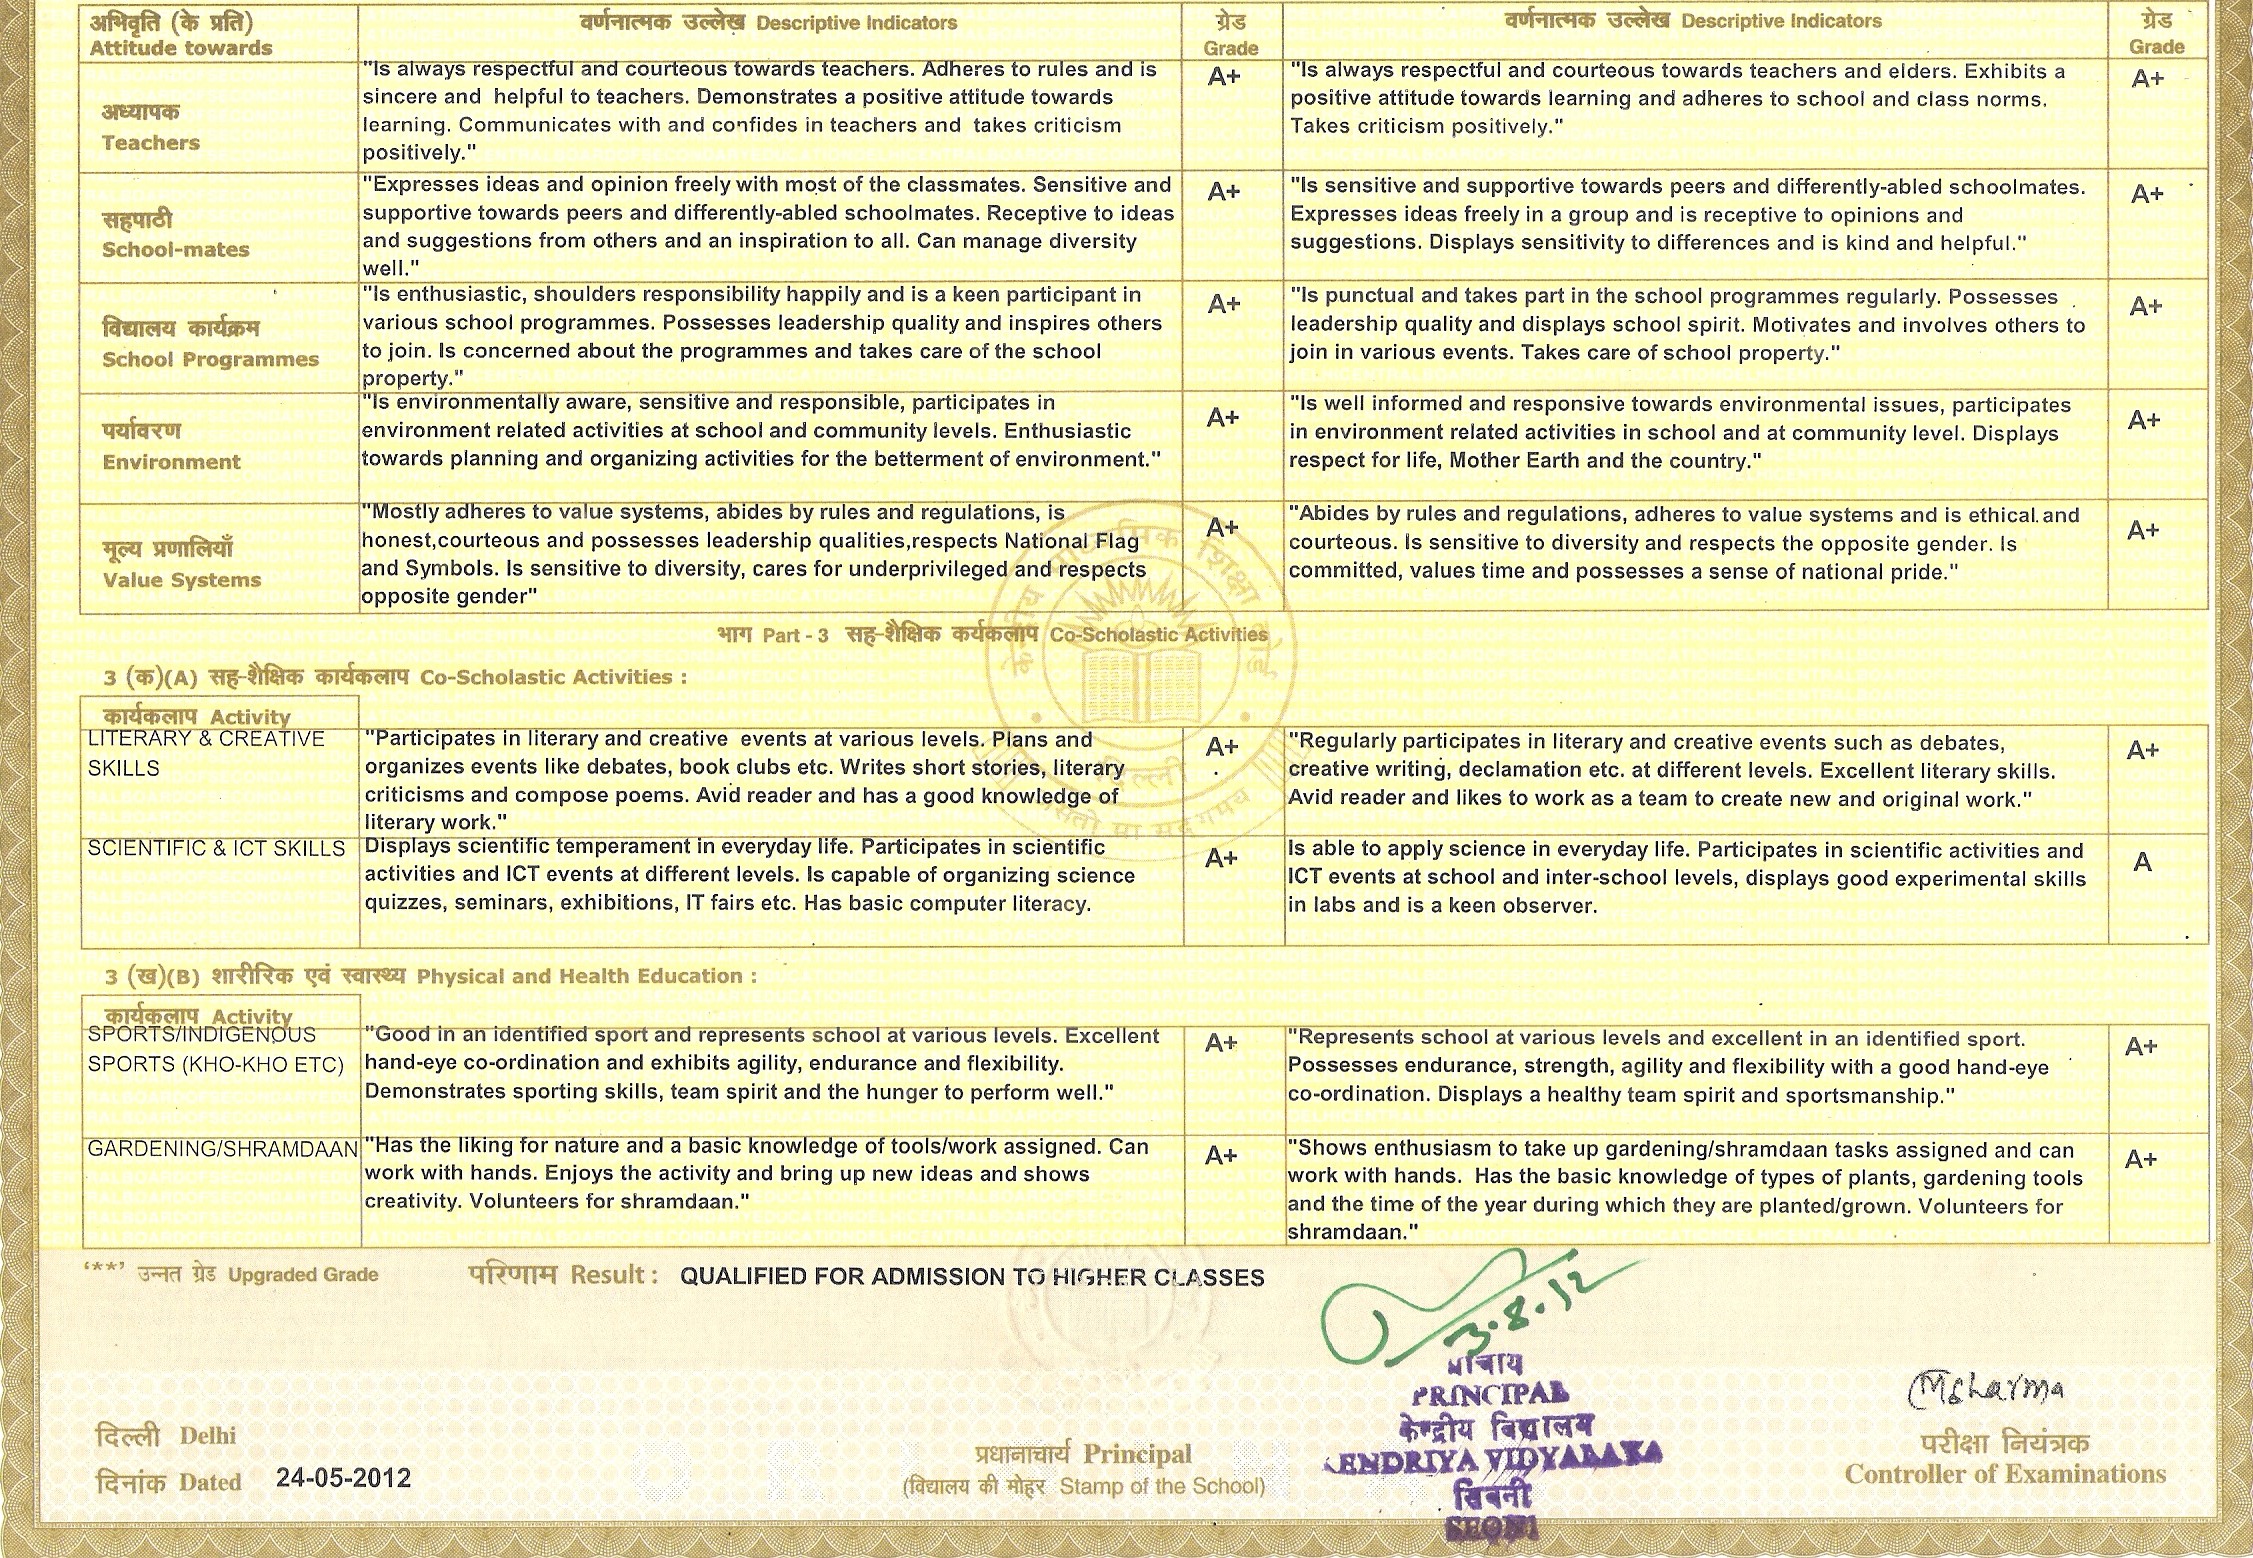 अभिवृति (के प्रति) वर्णनात्मक उल्लेख Descriptive Indicators ग्रेड वर्णनात्मक उल्लेख Descriptive Indicators ग्रेड
Attitude towards Grade Grade
अध्यापक
Teachers
"Is always respectful and courteous towards teachers. Adheres to rules and is
sincere and helpful to teachers. Demonstrates a positive attitude towards
learning. Communicates with and confides in teachers and takes criticism
positively."
A+
"Is always respectful and courteous towards teachers and elders. Exhibits a
positive attitude towards learning and adheres to school and class norms.
Takes criticism positively."
A+
सहपाठी
School-mates
"Expresses ideas and opinion freely with most of the classmates. Sensitive and
supportive towards peers and differently-abled schoolmates. Receptive to ideas
and suggestions from others and an inspiration to all. Can manage diversity
well."
A+
"Is sensitive and supportive towards peers and differently-abled schoolmates.
Expresses ideas freely in a group and is receptive to opinions and
suggestions. Displays sensitivity to differences and is kind and helpful."
A+
विद्यालय कार्यक्रम
School Programmes
"Is enthusiastic, shoulders responsibility happily and is a keen participant in
various school programmes. Possesses leadership quality and inspires others
to join. Is concerned about the programmes and takes care of the school
property."
A+
"Is punctual and takes part in the school programmes regularly. Possesses
leadership quality and displays school spirit. Motivates and involves others to
join in various events. Takes care of school property."
A+
पर्यावरण
Environment
"Is environmentally aware, sensitive and responsible, participates in
environment related activities at school and community levels. Enthusiastic
towards planning and organizing activities for the betterment of environment."
A+
"Is well informed and responsive towards environmental issues, participates
in environment related activities in school and at community level. Displays
respect for life, Mother Earth and the country."
A+
मूल्य प्रणालियाँ
Value Systems
"Mostly adheres to value systems, abides by rules and regulations, is
honest,courteous and possesses leadership qualities,respects National Flag
and Symbols. Is sensitive to diversity, cares for underprivileged and respects
opposite gender"
A+
"Abides by rules and regulations, adheres to value systems and is ethical and
courteous. Is sensitive to diversity and respects the opposite gender. Is
committed, values time and possesses a sense of national pride."
A+
भाग Part - 3 सह-शैक्षिक कर्यकलाप Co-Scholastic Activities
3 (क)(A) सह-शैक्षिक कार्यकलाप Co-Scholastic Activities :
कार्यकलाप Activity
LITERARY & CREATIVE
SKILLS
"Participates in literary and creative events at various levels. Plans and
organizes events like debates, book clubs etc. Writes short stories, literary
criticisms and compose poems. Avid reader and has a good knowledge of
literary work."
A+
"Regularly participates in literary and creative events such as debates,
creative writing, declamation etc. at different levels. Excellent literary skills.
Avid reader and likes to work as a team to create new and original work."
A+
SCIENTIFIC & ICT SKILLS
Displays scientific temperament in everyday life. Participates in scientific
activities and ICT events at different levels. Is capable of organizing science
quizzes, seminars, exhibitions, IT fairs etc. Has basic computer literacy.
A+
Is able to apply science in everyday life. Participates in scientific activities and
ICT events at school and inter-school levels, displays good experimental skills
in labs and is a keen observer.
A
3 (ख)(B) शारीरिक एवं स्वास्थ्य Physical and Health Education :
कार्यकलाप Activity
SPORTS/INDIGENOUS
SPORTS (KHO-KHO ETC)
"Good in an identified sport and represents school at various levels. Excellent
hand-eye co-ordination and exhibits agility, endurance and flexibility.
Demonstrates sporting skills, team spirit and the hunger to perform well."
A+
"Represents school at various levels and excellent in an identified sport.
Possesses endurance, strength, agility and flexibility with a good hand-eye
co-ordination. Displays a healthy team spirit and sportsmanship."
A+
GARDENING/SHRAMDAAN
"Has the liking for nature and a basic knowledge of tools/work assigned. Can
work with hands. Enjoys the activity and bring up new ideas and shows
creativity. Volunteers for shramdaan."
A+
"Shows enthusiasm to take up gardening/shramdaan tasks assigned and can
work with hands. Has the basic knowledge of types of plants, gardening tools
and the time of the year during which they are planted/grown. Volunteers for
shramdaan."
A+
'**' उन्नत ग्रेड Upgraded Grade परिणाम Result : QUALIFIED FOR ADMISSION TO HIGHER CLASSES
3.8.12
PRINCIPAL
केन्द्रीय विद्यालय
KENDRIYA VIDYALAYA
सिवनी
SEONI
MSharma
दिल्ली Delhi
दिनांक Dated 24-05-2012
प्रधानाचार्य Principal
(विद्यालय की मोहर Stamp of the School)
परीक्षा नियंत्रक
Controller of Examinations